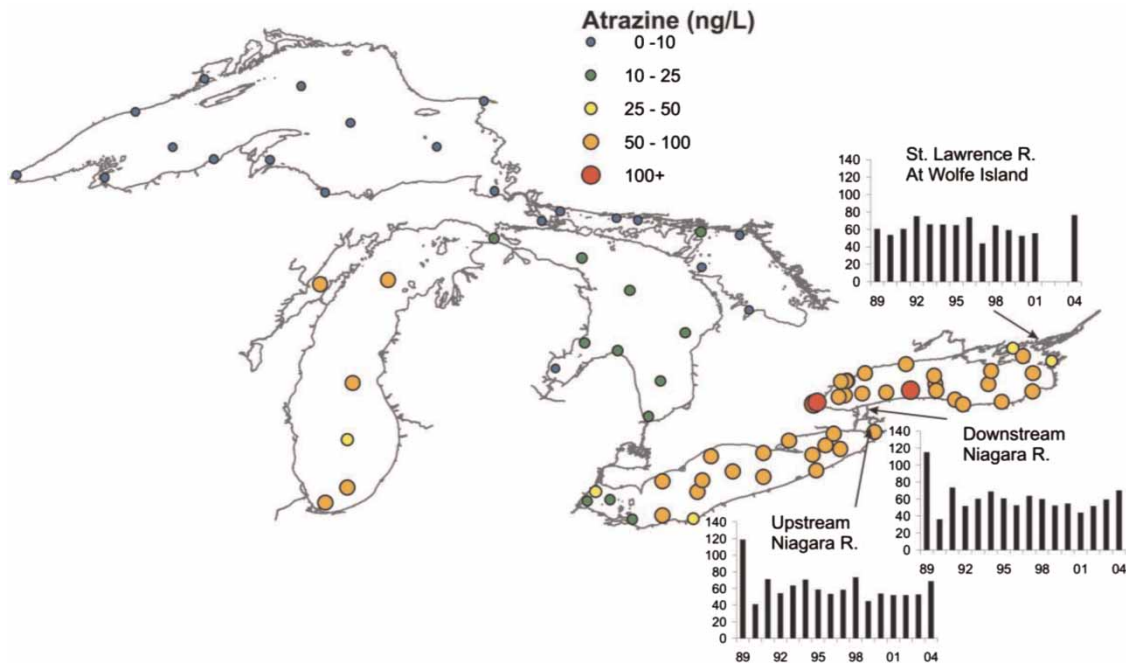 Atrazine (ng/L)
0 -10
10 - 25
25 - 50
50 - 100
100+
St. Lawrence R.
At Wolfe Island
140
120
100
80
60
40
20
0
89 92 95 98 01 04
Downstream
Niagara R.
140
120
100
80
60
40
20
0
89 92 95 98 01 04
Upstream
Niagara R.
140
120
100
80
60
40
20
0
89 92 95 98 01 04